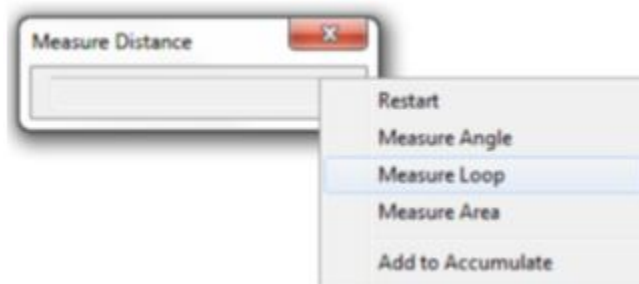 Measure Distance
Restart
Measure Angle
Measure Loop
Measure Area
Add to Accumulate